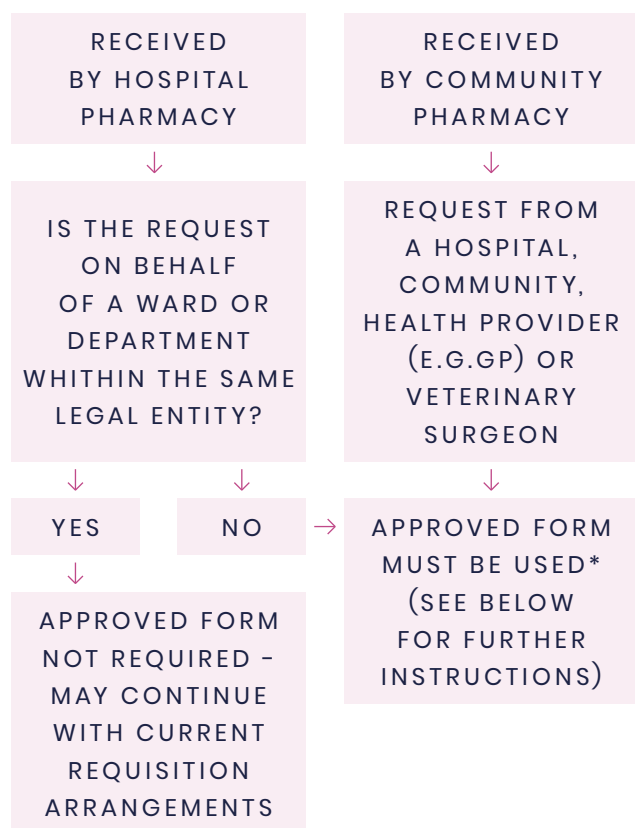 RECEIVED
BY HOSPITAL
PHARMACY
IS THE REQUEST
ON BEHALF
OF A WARD OR
DEPARTMENT
WHITHIN THE SAME
LEGAL ENTITY?
YES
NO
APPROVED FORM
NOT REQUIRED -
MAY CONTINUE
WITH CURRENT
REQUISITION
ARRANGEMENTS
RECEIVED
BY COMMUNITY
PHARMACY
REQUEST FROM
A HOSPITAL,
COMMUNITY,
HEALTH PROVIDER
(E.G.GP) OR
VETERINARY
SURGEON
APPROVED FORM
MUST BE USED*
(SEE BELOW
FOR FURTHER
INSTRUCTIONS)